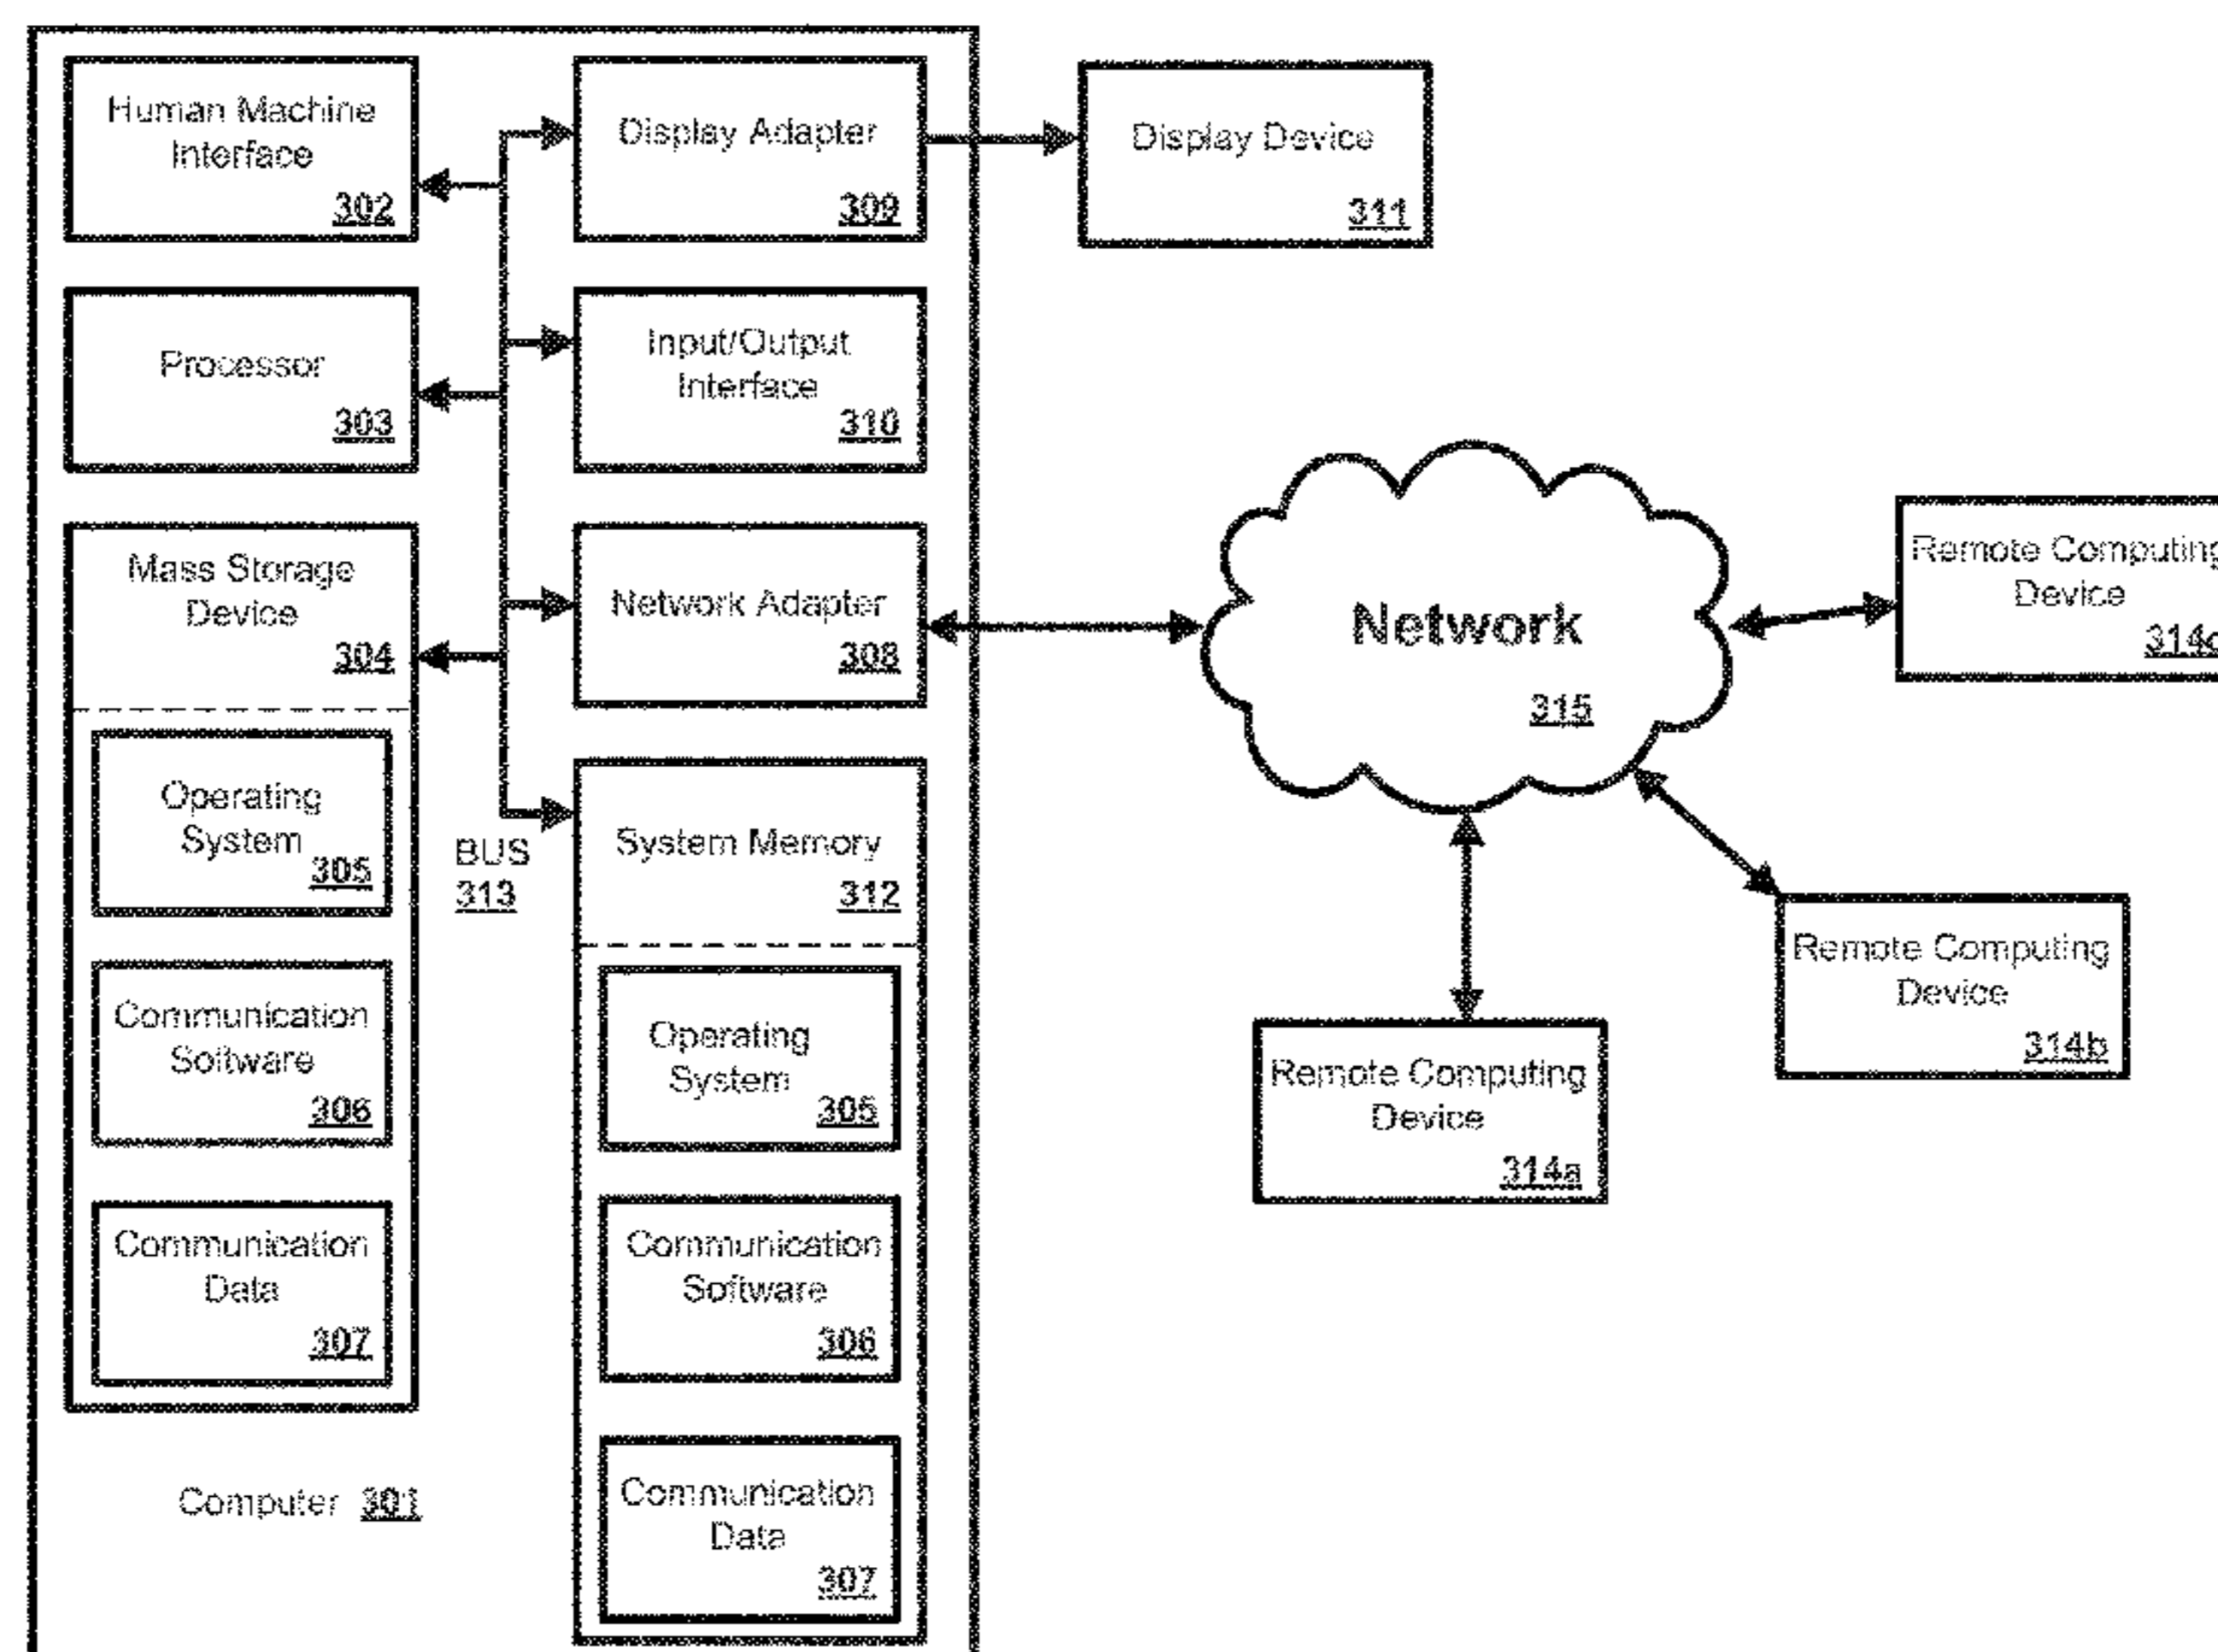 Human Machine
Interface
302
Display Adapter
309
Display Device
311
Processor
303
Input/Output
Interface
310
Mass Storage
Device
304
Network Adapter
308
Network
315
Remote Computing
Device
314c
Operating
System
305
BUS
313
System Memory
312
Remote Computing
Device
314b
Communication
Software
306
Operating
System
305
Remote Computing
Device
314a
Communication
Data
307
Communication
Software
306
Computer 301
Communication
Data
307